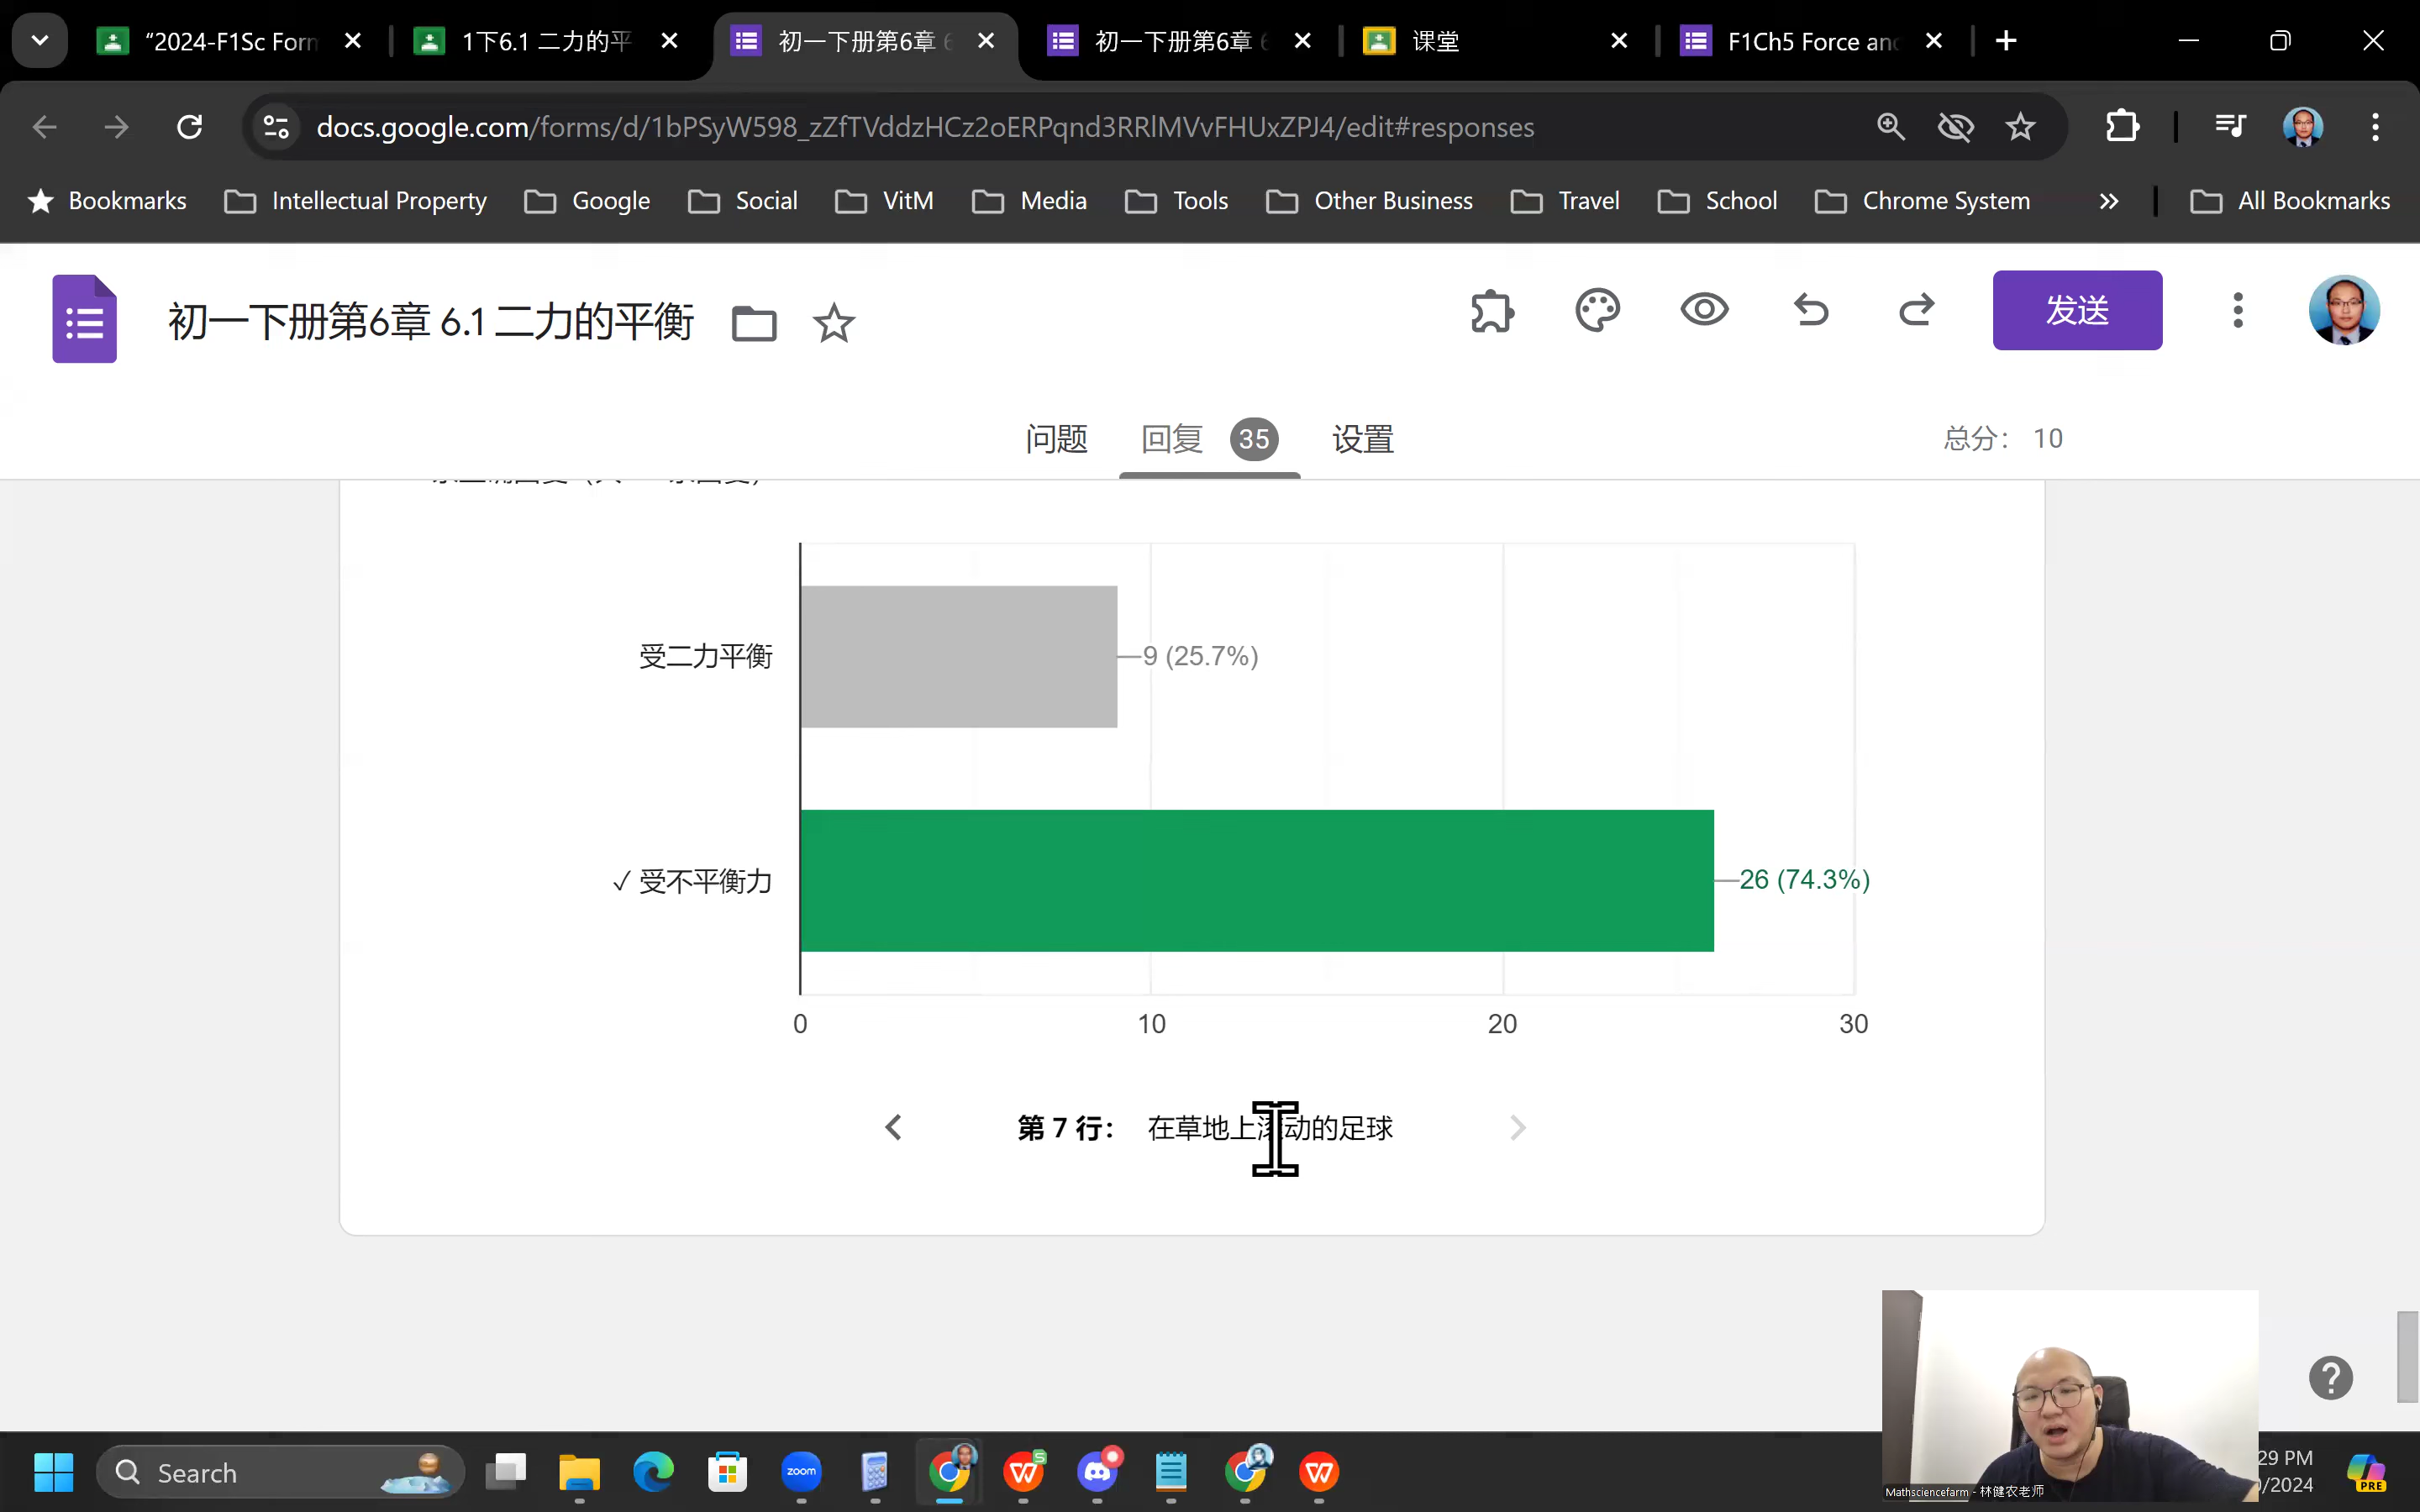 “2024-F1Sc Forn
1下6.1 二力的平
初一下册第6章 6
初一下册第6章 6
课堂
F1Ch5 Force and
docs.google.com/forms/d/1bPSyW598_zZfTVddzHCz2oERPqnd3RRlMVvFHUxZPJ4/edit#responses
Bookmarks
Intellectual Property
Google
Social
VitM
Media
Tools
Other Business
Travel
School
Chrome System
All Bookmarks
初一下册第6章 6.1 二力的平衡
发送
问题
回复 35
设置
总分： 10
受二力平衡
9 (25.7%)
✓ 受不平衡力
26 (74.3%)
0 10 20 30
第 7 行： 在草地上滚动的足球
Mathsciencefarm - 林健农老师
Search
zoom
29 PM
/2024
PRE